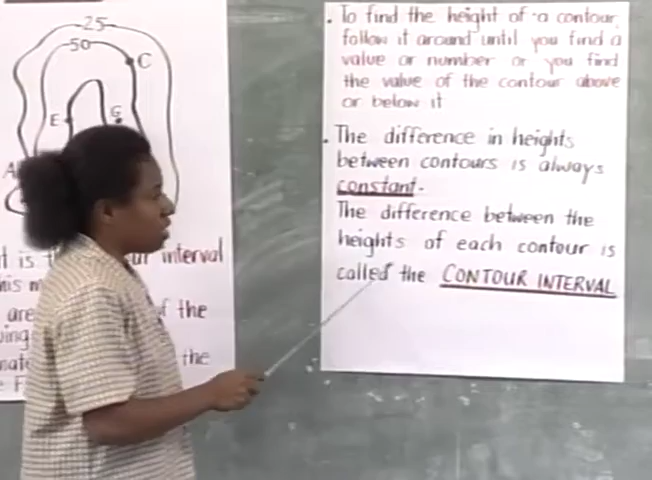 25
50
C
E
G
A
interval
of the
the
. To find the height of a contour,
follow it around until you find a
value or number or you find
the value of the contour above
or below it
. The difference in heights
between contours is always
constant.
The difference between the
heights of each contour is
called the CONTOUR INTERVAL